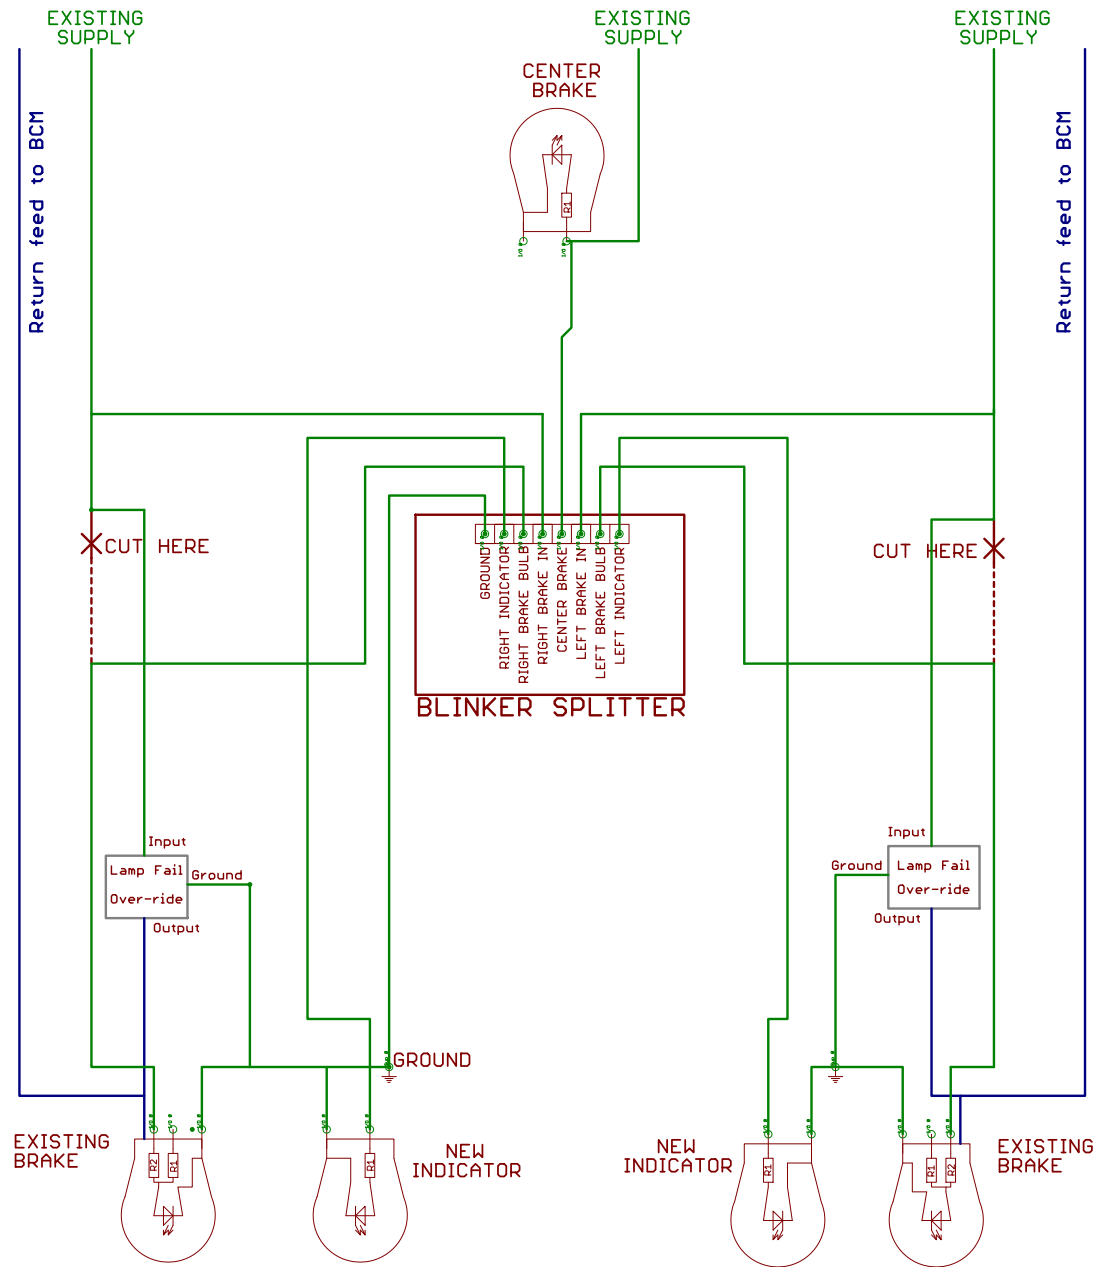 EXISTING
SUPPLY
EXISTING
SUPPLY
EXISTING
SUPPLY
CENTER
BRAKE
Return feed to BCM
Return feed to BCM
R1
CUT HERE
CUT HERE
GROUND
RIGHT INDICATOR
RIGHT BRAKE BULB
RIGHT BRAKE IN
CENTER BRAKE
LEFT BRAKE IN
LEFT BRAKE BULB
LEFT INDICATOR
BLINKER SPLITTER
Input
Lamp Fail
Over-ride
Ground
Output
Input
Lamp Fail
Over-ride
Ground
Output
GROUND
EXISTING
BRAKE
R2
R1
R1
NEW
INDICATOR
NEW
INDICATOR
R1
R1
R2
EXISTING
BRAKE